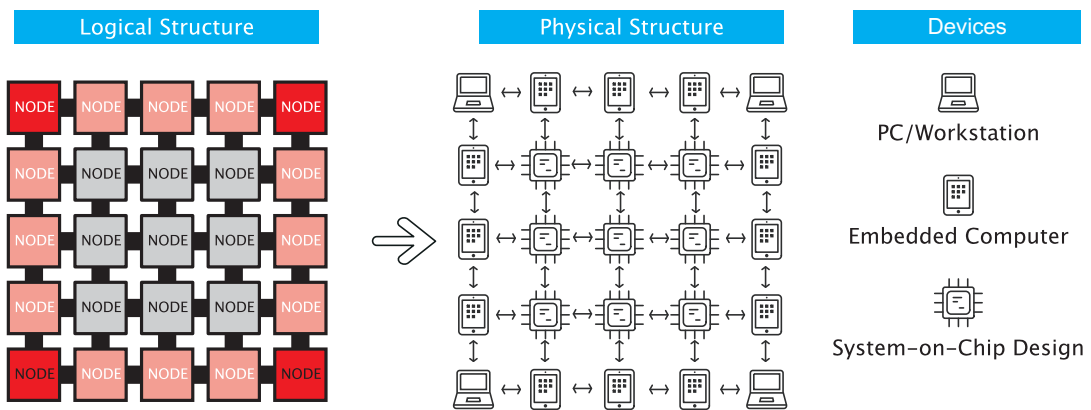 Logical Structure
Physical Structure
Devices
NODE NODE NODE NODE NODE
NODE NODE NODE NODE NODE
NODE NODE NODE NODE NODE
NODE NODE NODE NODE NODE
NODE NODE NODE NODE NODE
PC/Workstation
Embedded Computer
System-on-Chip Design